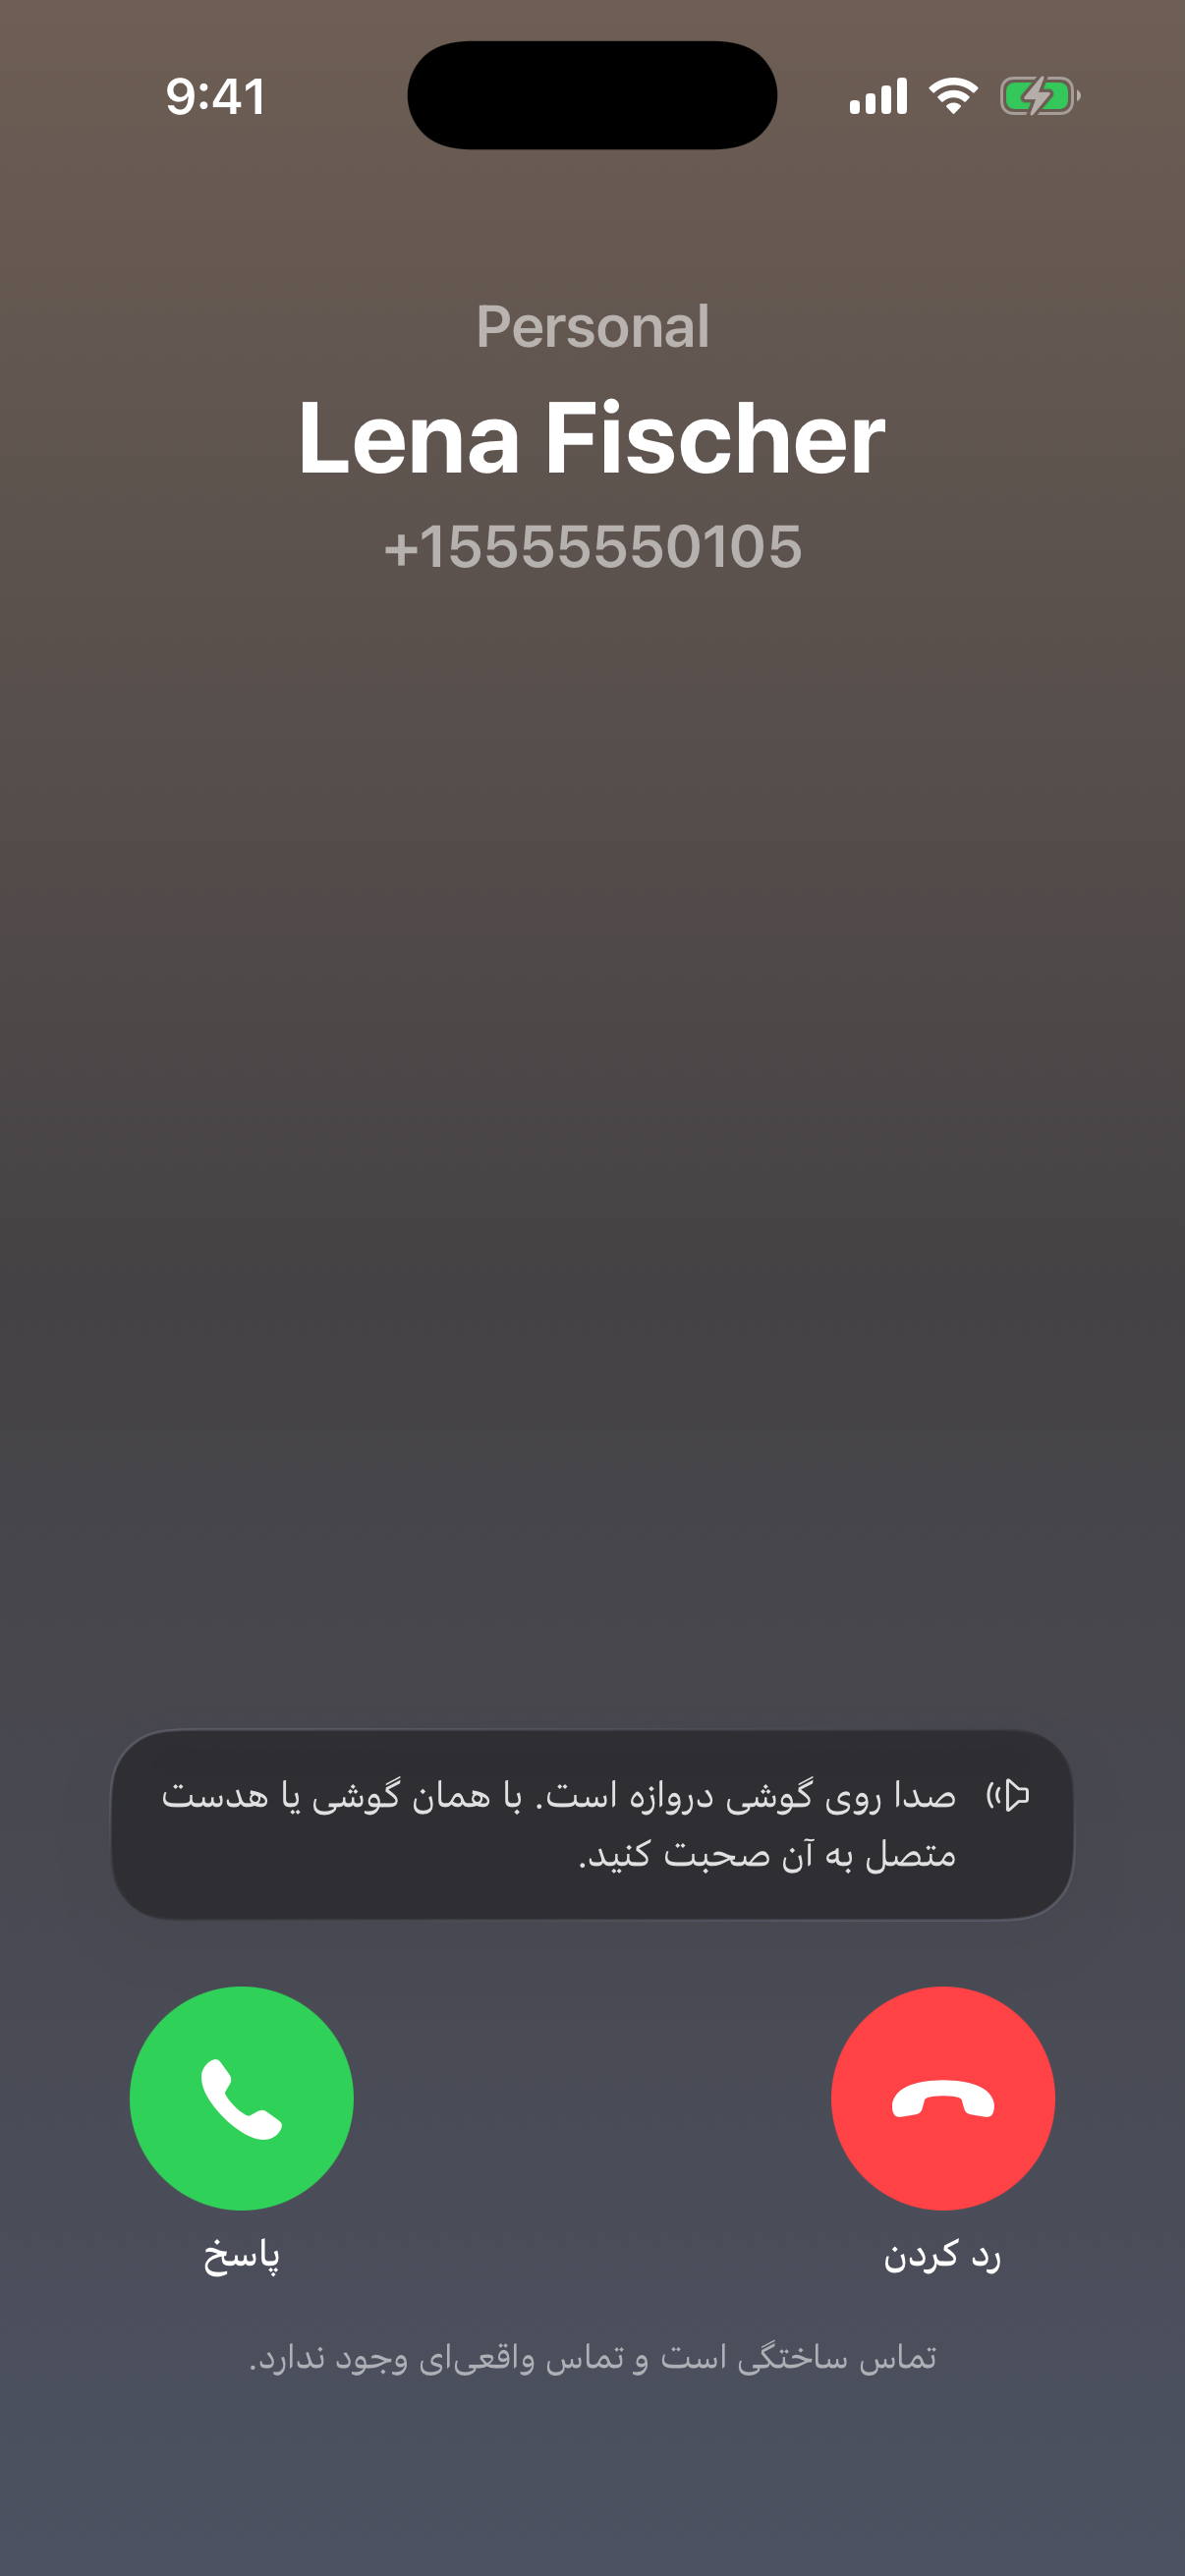 9:41
Personal
Lena Fischer
+15555550105
صدا روی گوشی دروازه است. با همان گوشی یا هدست
متصل به آن صحبت کنید.
رد کردن
پاسخ
تماس ساختگی است و تماس واقعی‌ای وجود ندارد.